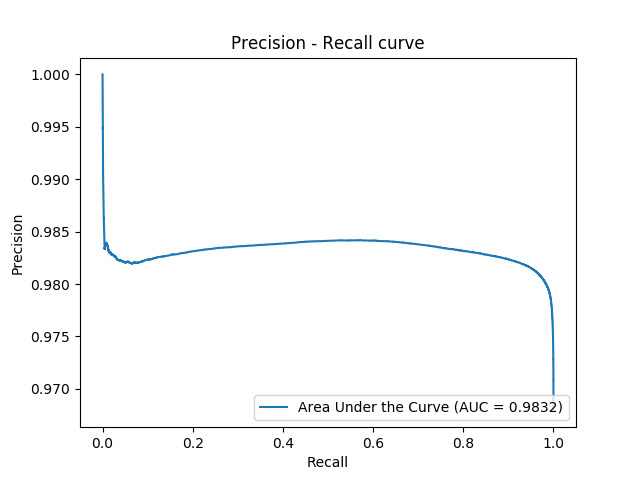 Precision - Recall curve
1.000
0.995
0.990
0.985
0.980
0.975
0.970
Precision
Area Under the Curve (AUC = 0.9832)
0.0 0.2 0.4 0.6 0.8 1.0
Recall